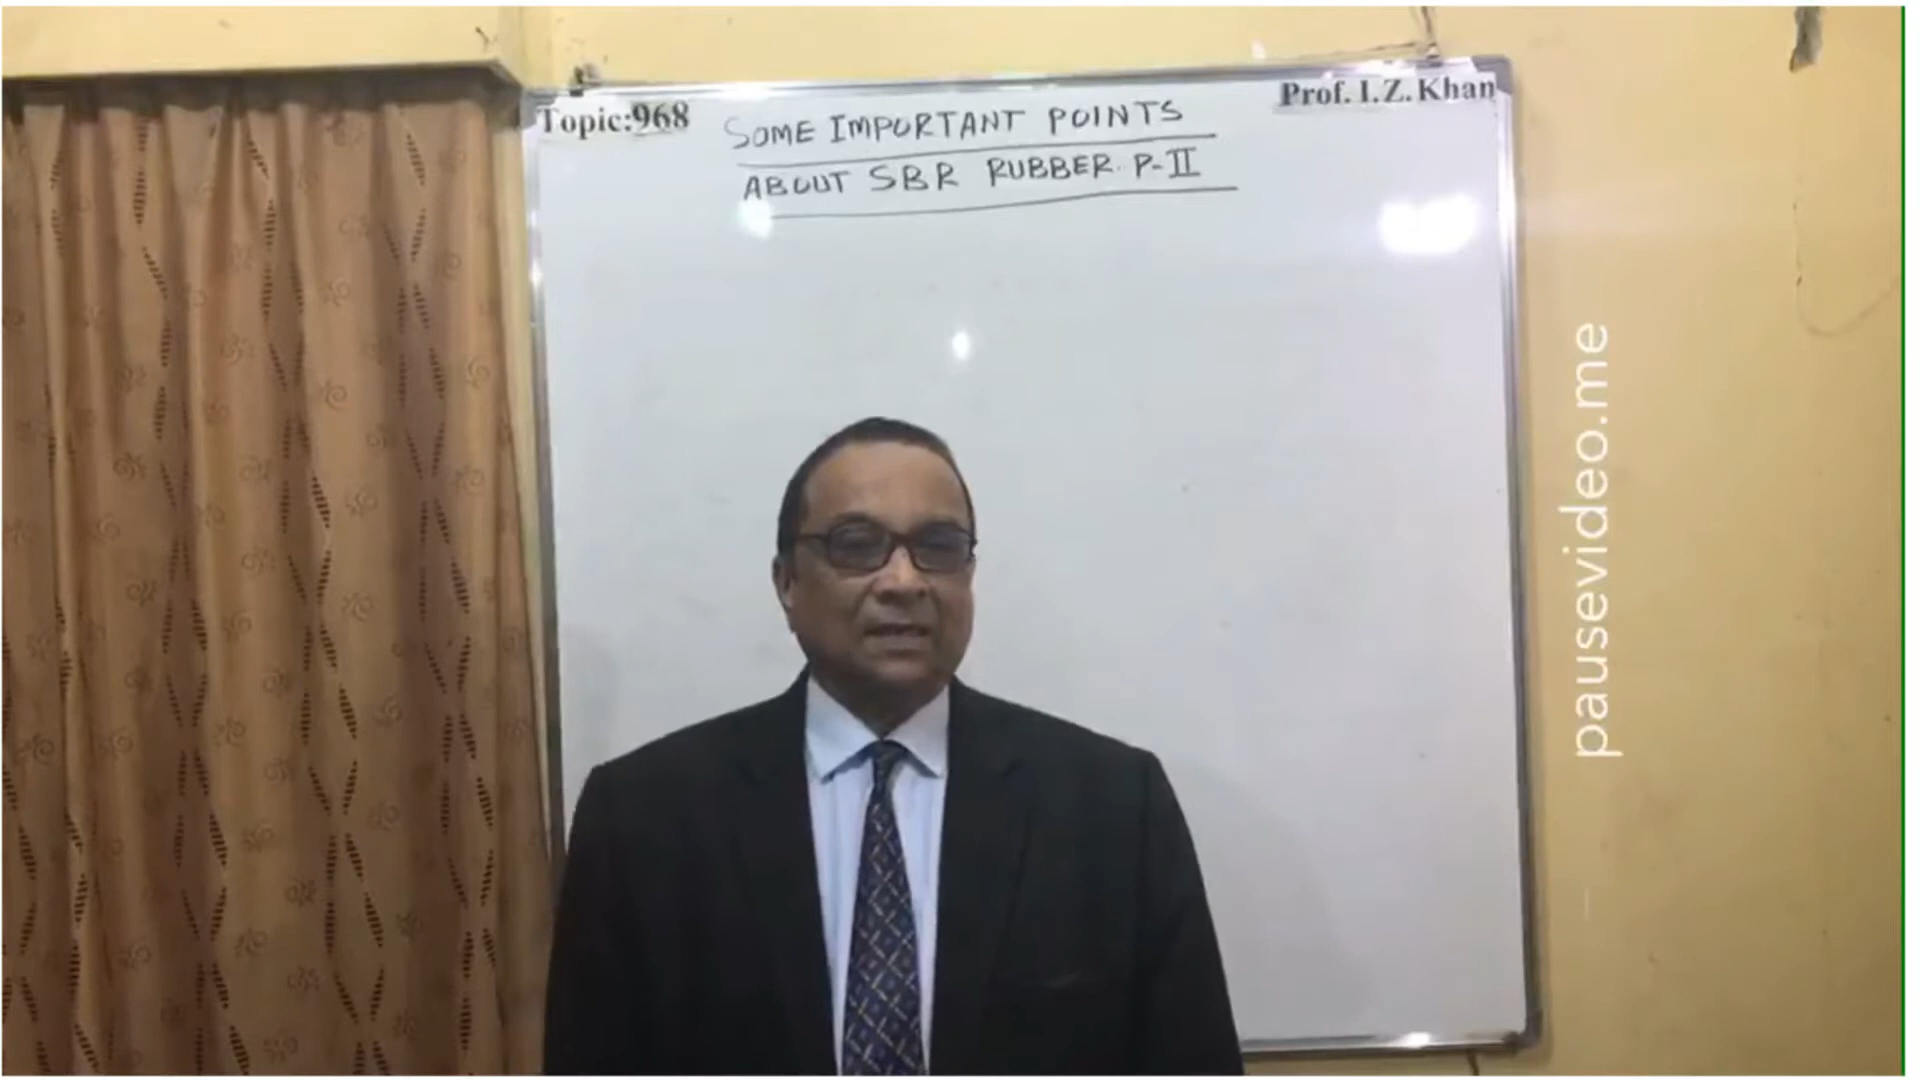 Topic:968
SOME IMPORTANT POINTS
ABOUT SBR RUBBER P-II
Prof. I.Z. Khan
pausevideo.me